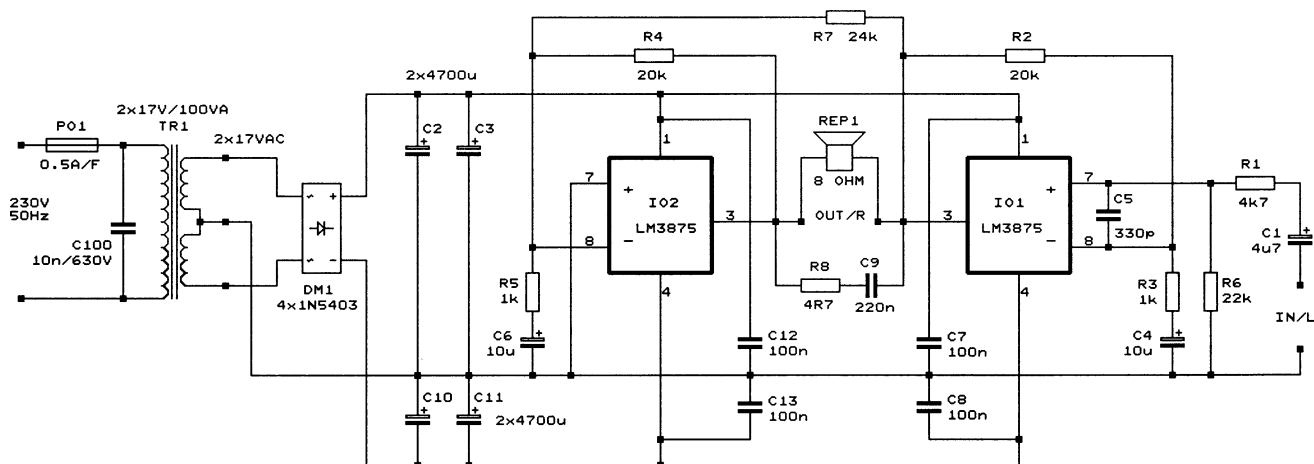 R7 24k
R4
20k
R2
20k
2x4700u
2x17V/100VA
TR1
PO1
0.5A/F
2x17VAC
C2
C3
REP1
8 OHM
OUT/R
1
1
230V
50Hz
C100
10n/630V
DM1
4x1N5403
~ +
~ −
7
+
IO2
3
LM3875
8
−
4
3
IO1
LM3875
+
7
−
8
4
C5
330p
R1
4k7
C1
4u7
R5
1k
C6
10u
R8
4R7
C9
220n
R3
1k
C4
10u
R6
22k
IN/L
C12
100n
C7
100n
C10
C11
2x4700u
C13
100n
C8
100n